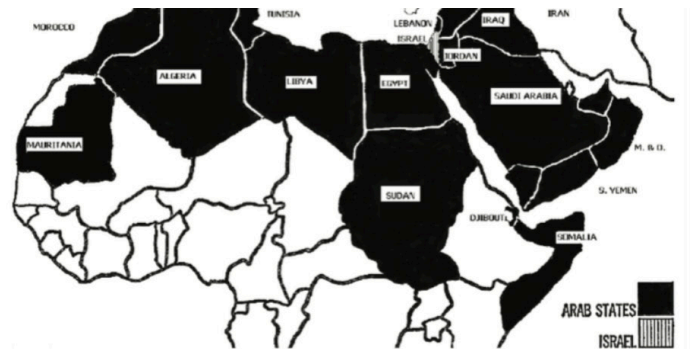 TUNISIA
MOROCCO
LEBANON
IRAQ
IRAN
ISRAEL
JORDAN
ALGERIA
LIBYA
EGYPT
SAUDI ARABIA
MAURITANIA
M. & O.
SUDAN
S. YEMEN
DJIBOUTI
SOMALIA
ARAB STATES
ISRAEL